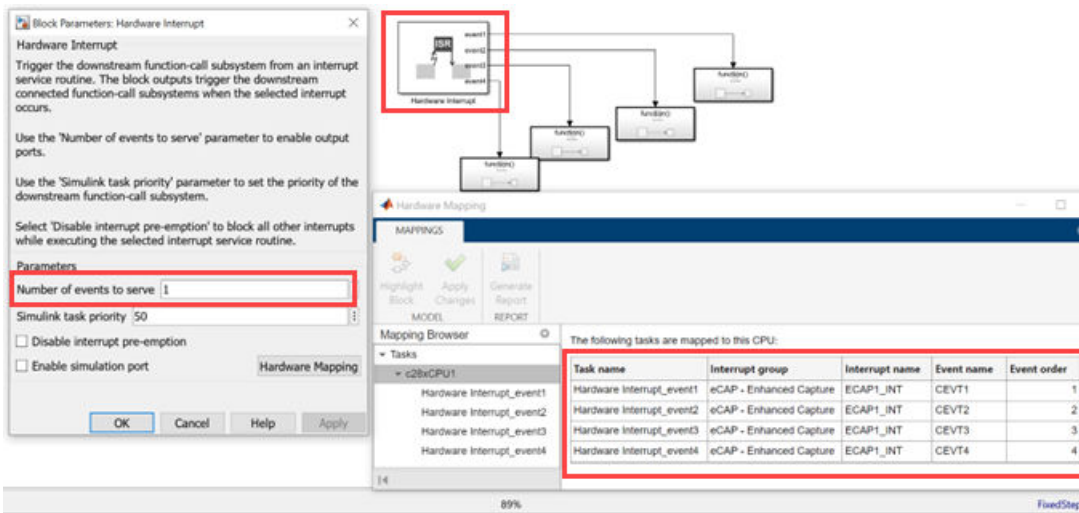 Block Parameters: Hardware Interrupt
Hardware Interrupt
Trigger the downstream function-call subsystem from an interrupt
service routine. The block outputs trigger the downstream
connected function-call subsystems when the selected interrupt
occurs.
Use the 'Number of events to serve' parameter to enable output
ports.
Use the 'Simulink task priority' parameter to set the priority of the
downstream function-call subsystem.
Select 'Disable interrupt pre-emption' to block all other interrupts
while executing the selected interrupt service routine.
Parameters
Number of events to serve 1
Simulink task priority 50
Disable interrupt pre-emption
Enable simulation port Hardware Mapping
OK Cancel Help Apply
ISR
event1
event2
event3
event4
Hardware Interrupt
function()
function()
function()
function()
Hardware Mapping
MAPPINGS
Highlight Block
Apply Changes
Generate Report
MODEL REPORT
Mapping Browser
Tasks
c28xCPU1
Hardware Interrupt_event1
Hardware Interrupt_event2
Hardware Interrupt_event3
Hardware Interrupt_event4
The following tasks are mapped to this CPU:
Task name Interrupt group Interrupt name Event name Event order
Hardware Interrupt_event1 eCAP - Enhanced Capture ECAP1_INT CEVT1 1
Hardware Interrupt_event2 eCAP - Enhanced Capture ECAP1_INT CEVT2 2
Hardware Interrupt_event3 eCAP - Enhanced Capture ECAP1_INT CEVT3 3
Hardware Interrupt_event4 eCAP - Enhanced Capture ECAP1_INT CEVT4 4
89% FixedStep